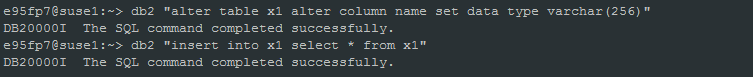 e95fp7@suse1:~> db2 "alter table x1 alter column name set data type varchar(256)"
DB20000I  The SQL command completed successfully.
e95fp7@suse1:~> db2 "insert into x1 select * from x1"
DB20000I  The SQL command completed successfully.